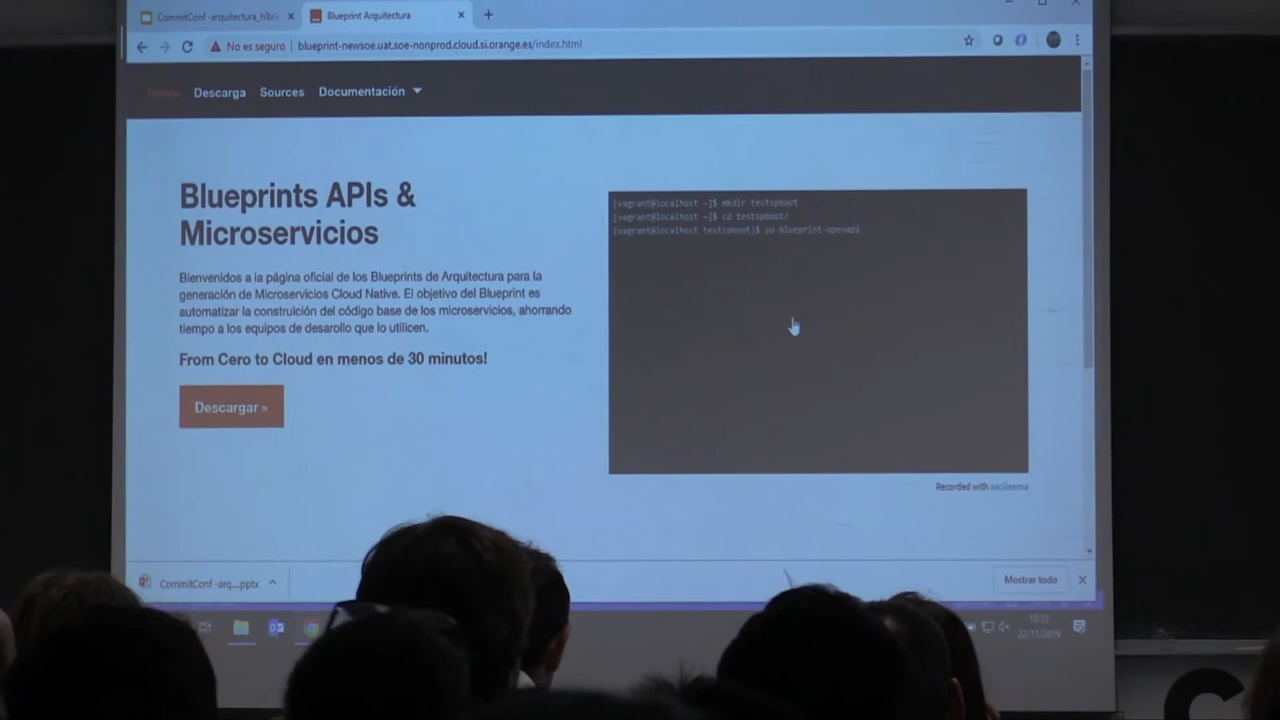 CommitConf -arquitectura_híbri
Blueprint Arquitectura
No es seguro
blueprint-newsoe.uat.soe-nonprod.cloud.si.orange.es/index.html
Home
Descarga
Sources
Documentación
Blueprints APIs &
Microservicios
Bienvenidos a la página oficial de los Blueprints de Arquitectura para la
generación de Microservicios Cloud Native. El objetivo del Blueprint es
automatizar la construición del código base de los microservicios, ahorrando
tiempo a los equipos de desarollo que lo utilicen.
From Cero to Cloud en menos de 30 minutos!
Descargar »
[vagrant@localhost ~]$ mkdir testspboot
[vagrant@localhost ~]$ cd testspboot/
[vagrant@localhost testspboot]$ yo blueprint-openapi
Recorded with asciinema
CommitConf -arq....pptx
Mostrar todo
10:33
22/11/2019